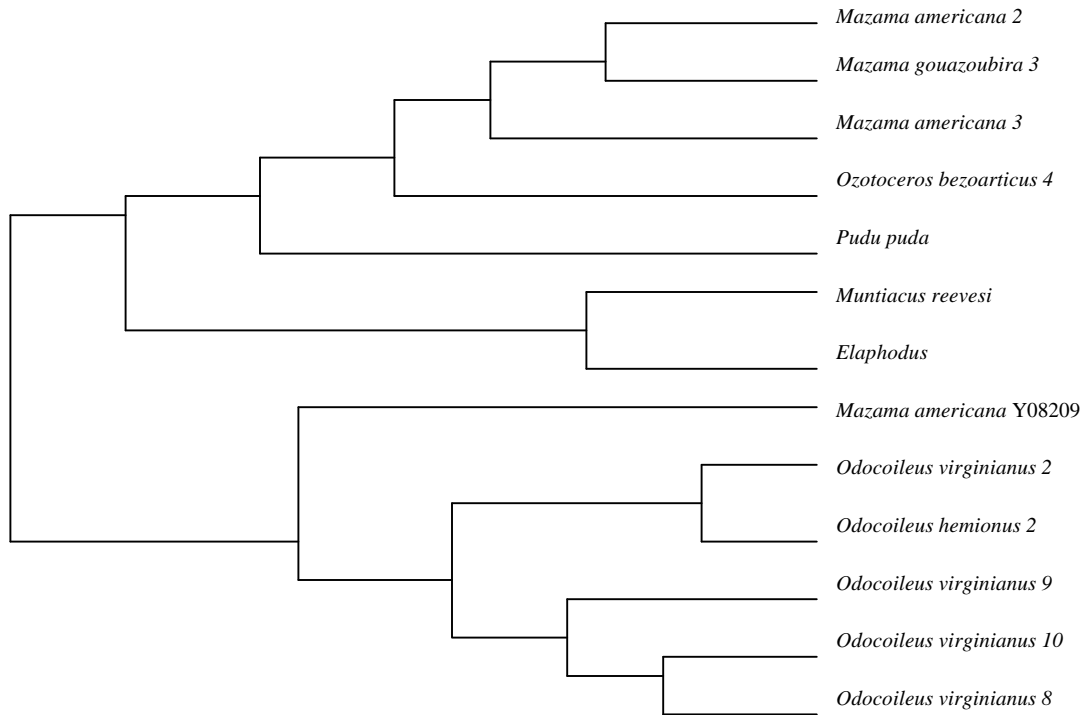 Mazama americana 2
Mazama gouazoubira 3
Mazama americana 3
Ozotoceros bezoarticus 4
Pudu puda
Muntiacus reevesi
Elaphodus
Mazama americana Y08209
Odocoileus virginianus 2
Odocoileus hemionus 2
Odocoileus virginianus 9
Odocoileus virginianus 10
Odocoileus virginianus 8